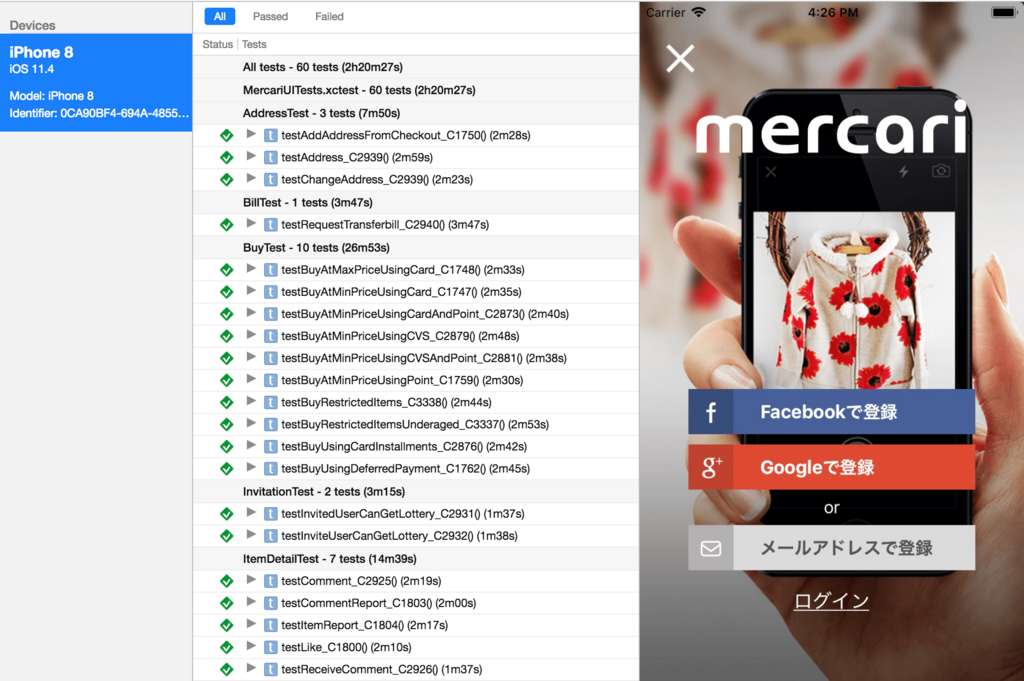 Devices
iPhone 8
iOS 11.4
Model: iPhone 8
Identifier: 0CA90BF4-694A-4855...
All Passed Failed
Status Tests
All tests - 60 tests (2h20m27s)
MercariUITests.xctest - 60 tests (2h20m27s)
AddressTest - 3 tests (7m50s)
t testAddAddressFromCheckout_C1750() (2m28s)
t testAddress_C2939() (2m59s)
t testChangeAddress_C2939() (2m23s)
BillTest - 1 tests (3m47s)
t testRequestTransferbill_C2940() (3m47s)
BuyTest - 10 tests (26m53s)
t testBuyAtMaxPriceUsingCard_C1748() (2m33s)
t testBuyAtMinPriceUsingCard_C1747() (2m35s)
t testBuyAtMinPriceUsingCardAndPoint_C2873() (2m40s)
t testBuyAtMinPriceUsingCVS_C2879() (2m48s)
t testBuyAtMinPriceUsingCVSAndPoint_C2881() (2m38s)
t testBuyAtMinPriceUsingPoint_C1759() (2m30s)
t testBuyRestrictedItems_C3338() (2m44s)
t testBuyRestrictedItemsUnderaged_C3337() (2m53s)
t testBuyUsingCardInstallments_C2876() (2m42s)
t testBuyUsingDeferredPayment_C1762() (2m45s)
InvitationTest - 2 tests (3m15s)
t testInvitedUserCanGetLottery_C2931() (1m37s)
t testInviteUserCanGetLottery_C2932() (1m38s)
ItemDetailTest - 7 tests (14m39s)
t testComment_C2925() (2m19s)
t testCommentReport_C1803() (2m00s)
t testItemReport_C1804() (2m17s)
t testLike_C1800() (2m10s)
t testReceiveComment_C2926() (1m37s)
Carrier 4:26 PM
mercari
f Facebookで登録
g+ Googleで登録
or
メールアドレスで登録
ログイン